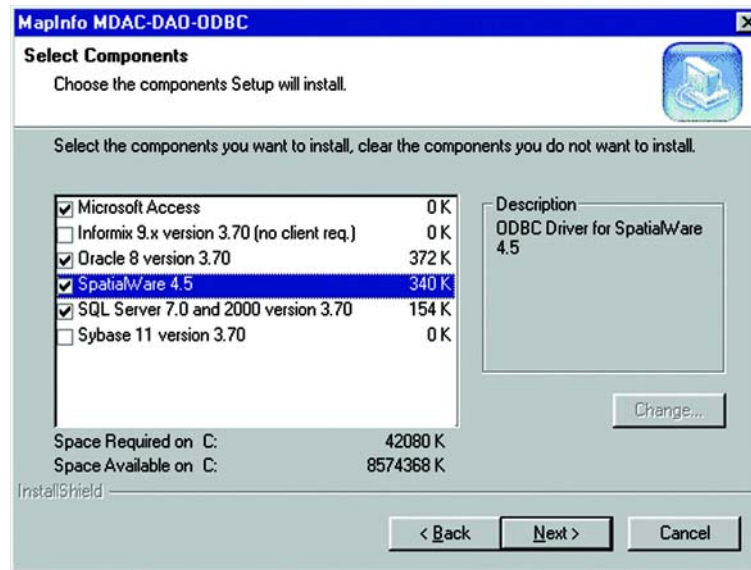 MapInfo MDAC-DAO-ODBC
Select Components
Choose the components Setup will install.
Select the components you want to install, clear the components you do not want to install.
Microsoft Access 0 K
Informix 9.x version 3.70 (no client req.) 0 K
Oracle 8 version 3.70 372 K
SpatialWare 4.5 340 K
SQL Server 7.0 and 2000 version 3.70 154 K
Sybase 11 version 3.70 0 K
Description
ODBC Driver for SpatialWare
4.5
Change...
Space Required on C: 42080 K
Space Available on C: 8574368 K
InstallShield
< Back Next > Cancel